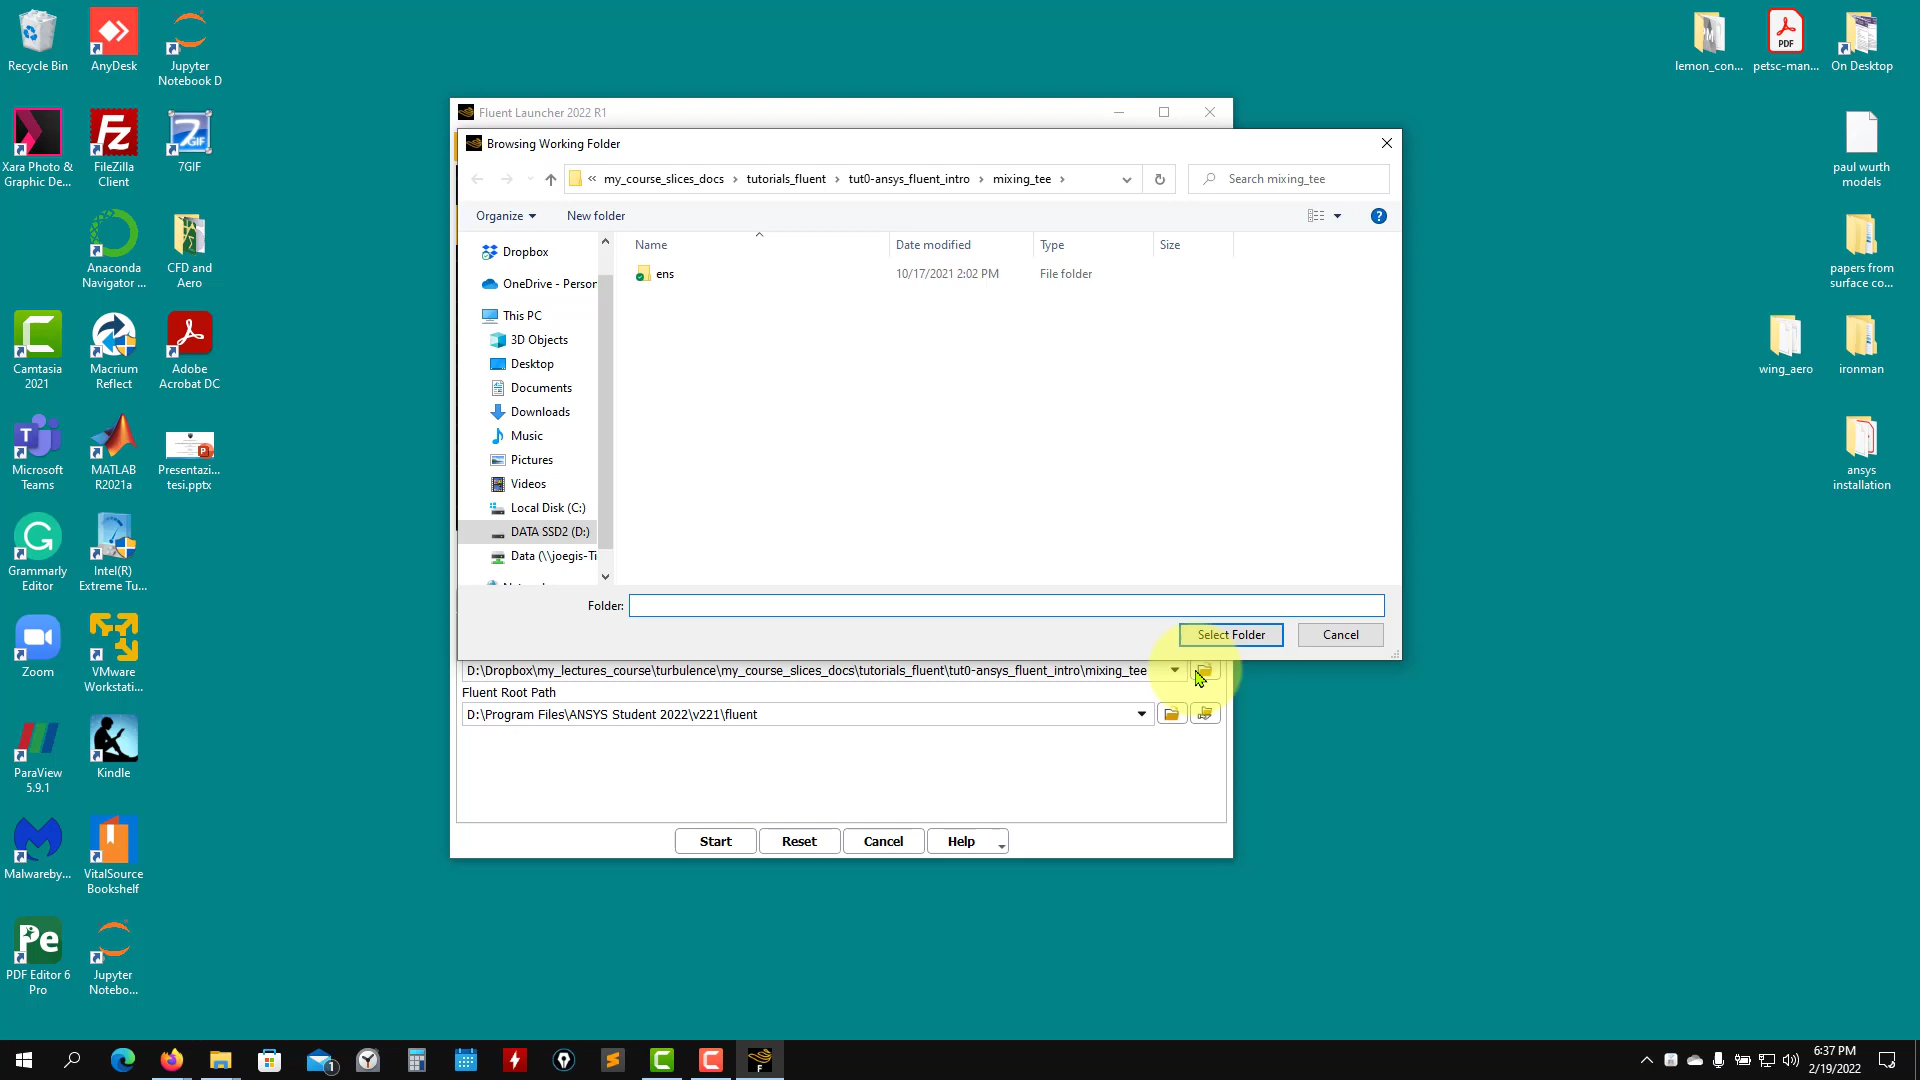 Recycle Bin
AnyDesk
Jupyter
Notebook D
Xara Photo &
Graphic De...
FileZilla
Client
7GIF
Anaconda
Navigator ...
CFD and
Aero
Camtasia
2021
Macrium
Reflect
Adobe
Acrobat DC
Microsoft
Teams
MATLAB
R2021a
Presentazi...
tesi.pptx
Grammarly
Editor
Intel(R)
Extreme Tu...
Zoom
VMware
Workstati...
ParaView
5.9.1
Kindle
Malwareby...
VitalSource
Bookshelf
PDF Editor 6
Pro
Jupyter
Notebo...
Fluent Launcher 2022 R1
Browsing Working Folder
« my_course_slices_docs › tutorials_fluent › tut0-ansys_fluent_intro › mixing_tee ›
Search mixing_tee
Organize
New folder
Name
Date modified
Type
Size
ens
10/17/2021 2:02 PM
File folder
Dropbox
OneDrive - Person
This PC
3D Objects
Desktop
Documents
Downloads
Music
Pictures
Videos
Local Disk (C:)
DATA SSD2 (D:)
Data (\\joegis-Ti
Folder:
Select Folder
Cancel
D:\Dropbox\my_lectures_course\turbulence\my_course_slices_docs\tutorials_fluent\tut0-ansys_fluent_intro\mixing_tee
Fluent Root Path
D:\Program Files\ANSYS Student 2022\v221\fluent
Start
Reset
Cancel
Help
lemon_con...
PDF
petsc-man...
On Desktop
paul wurth
models
papers from
surface co...
wing_aero
ironman
ansys
installation
6:37 PM
2/19/2022